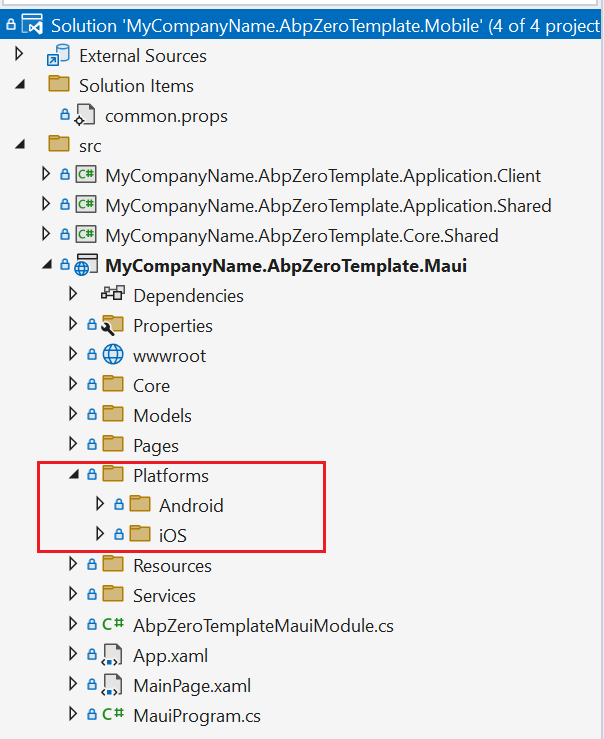 Solution 'MyCompanyName.AbpZeroTemplate.Mobile' (4 of 4 project
External Sources
Solution Items
common.props
src
C# MyCompanyName.AbpZeroTemplate.Application.Client
C# MyCompanyName.AbpZeroTemplate.Application.Shared
C# MyCompanyName.AbpZeroTemplate.Core.Shared
MyCompanyName.AbpZeroTemplate.Maui
Dependencies
Properties
wwwroot
Core
Models
Pages
Platforms
Android
iOS
Resources
Services
C# AbpZeroTemplateMauiModule.cs
App.xaml
MainPage.xaml
C# MauiProgram.cs